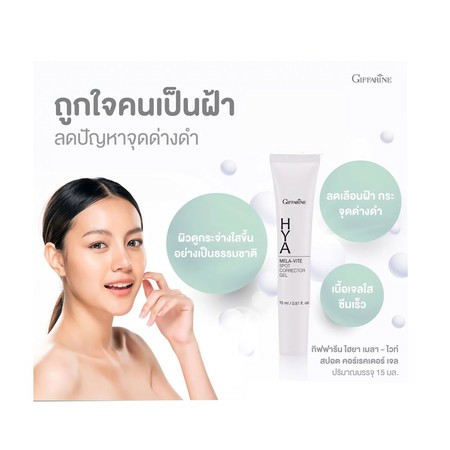 GIFFARINE
ถูกใจคนเป็นฝ้า
ลดปัญหาจุดด่างดำ
ผิวดูกระจ่างใสขึ้น
อย่างเป็นธรรมชาติ
GIFFARINE
HYA
MELA-VITE
SPOT
CORRECTION
GEL
15 ml / 0.51 fl. oz.
ลดเลือนฝ้า กระ
จุดด่างดำ
เนื้อเจลใส
ซึมเร็ว
กิฟฟารีน ไฮยา เมลา - ไวท์
สปอต คอร์เรคเตอร์ เจล
ปริมาณบรรจุ 15 มล.